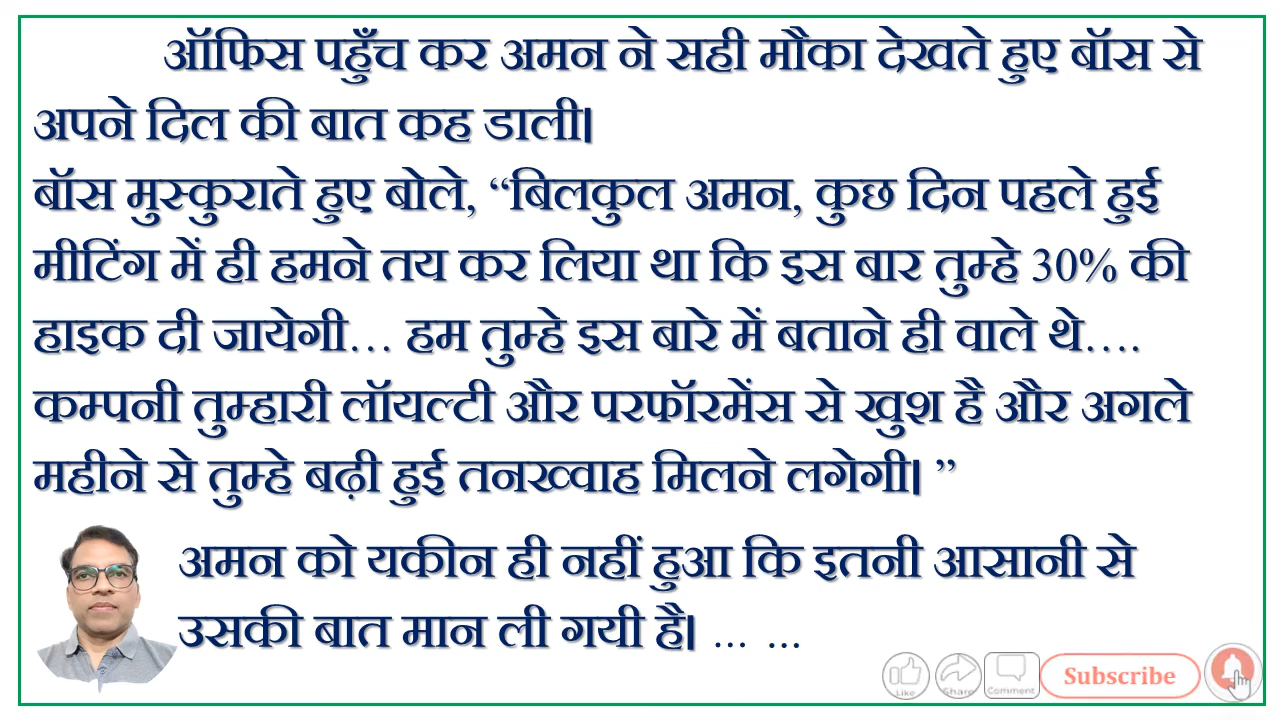 ऑफिस पहुँच कर अमन ने सही मौका देखते हुए बॉस से
अपने दिल की बात कह डाली।
बॉस मुस्कुराते हुए बोले, “बिलकुल अमन, कुछ दिन पहले हुई
मीटिंग में ही हमने तय कर लिया था कि इस बार तुम्हे 30% की
हाइक दी जायेगी… हम तुम्हे इस बारे में बताने ही वाले थे….
कम्पनी तुम्हारी लॉयल्टी और परफॉरमेंस से खुश है और अगले
महीने से तुम्हे बढ़ी हुई तनख्वाह मिलने लगेगी। ”
अमन को यकीन ही नहीं हुआ कि इतनी आसानी से
उसकी बात मान ली गयी है। … …
Like Share Comment Subscribe